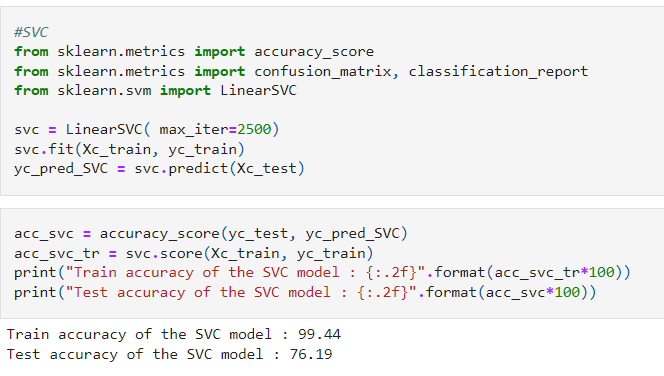 #SVC
from sklearn.metrics import accuracy_score
from sklearn.metrics import confusion_matrix, classification_report
from sklearn.svm import LinearSVC
svc = LinearSVC( max_iter=2500)
svc.fit(Xc_train, yc_train)
yc_pred_SVC = svc.predict(Xc_test)
acc_svc = accuracy_score(yc_test, yc_pred_SVC)
acc_svc_tr = svc.score(Xc_train, yc_train)
print("Train accuracy of the SVC model : {:.2f}".format(acc_svc_tr*100))
print("Test accuracy of the SVC model : {:.2f}".format(acc_svc*100))
Train accuracy of the SVC model : 99.44
Test accuracy of the SVC model : 76.19